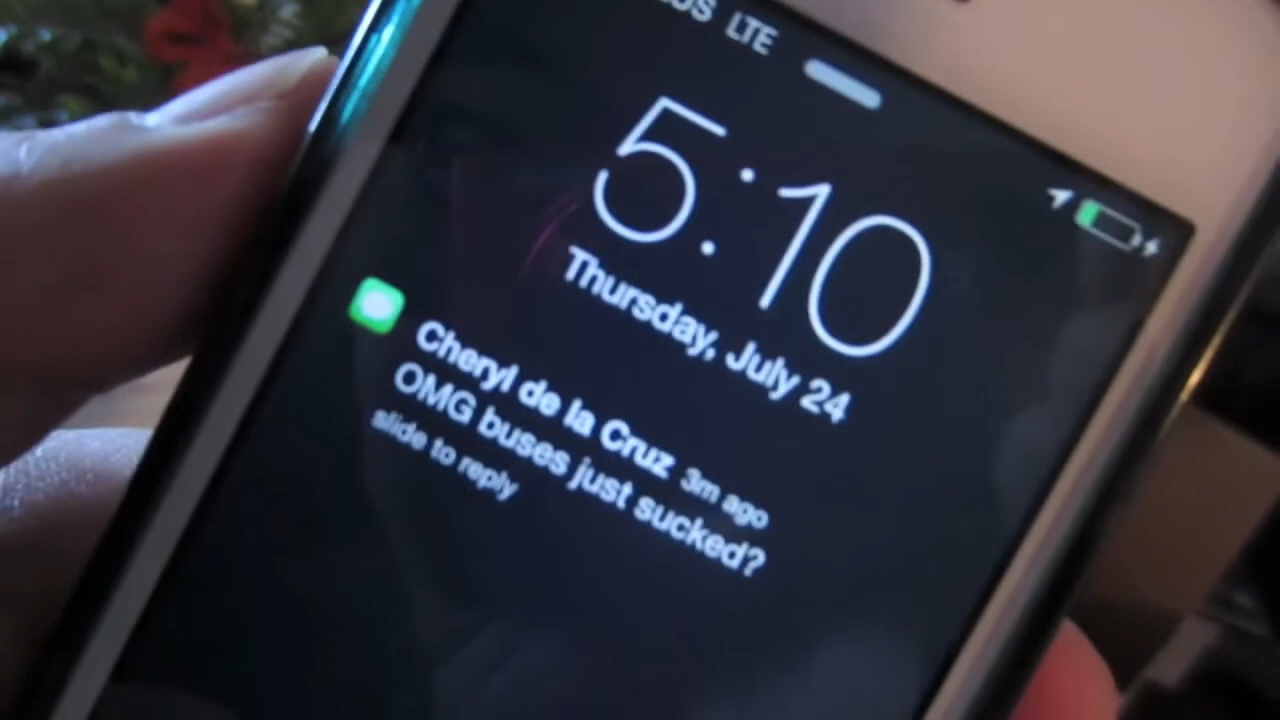 LTE
5:10
Thursday, July 24
Cheryl de la Cruz 3m ago
OMG buses just sucked?
slide to reply